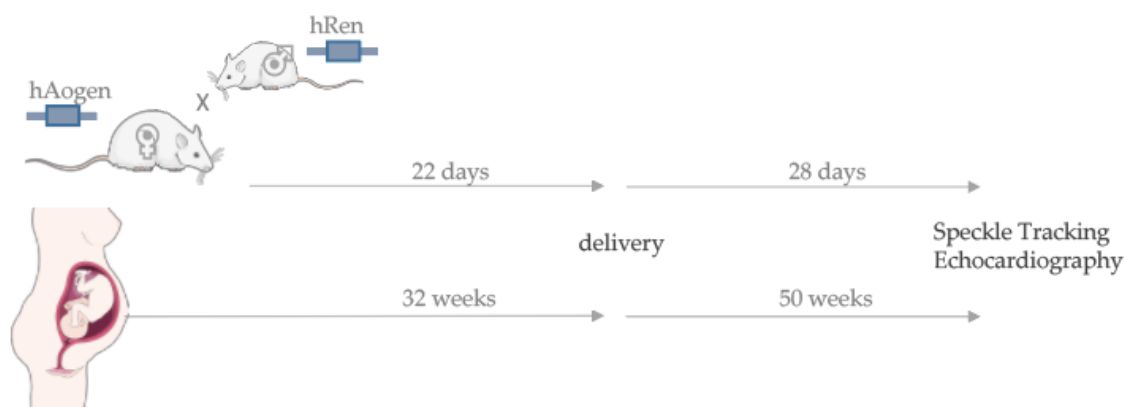 hRen
hAogen
X
22 days
28 days
delivery
Speckle Tracking
Echocardiography
32 weeks
50 weeks